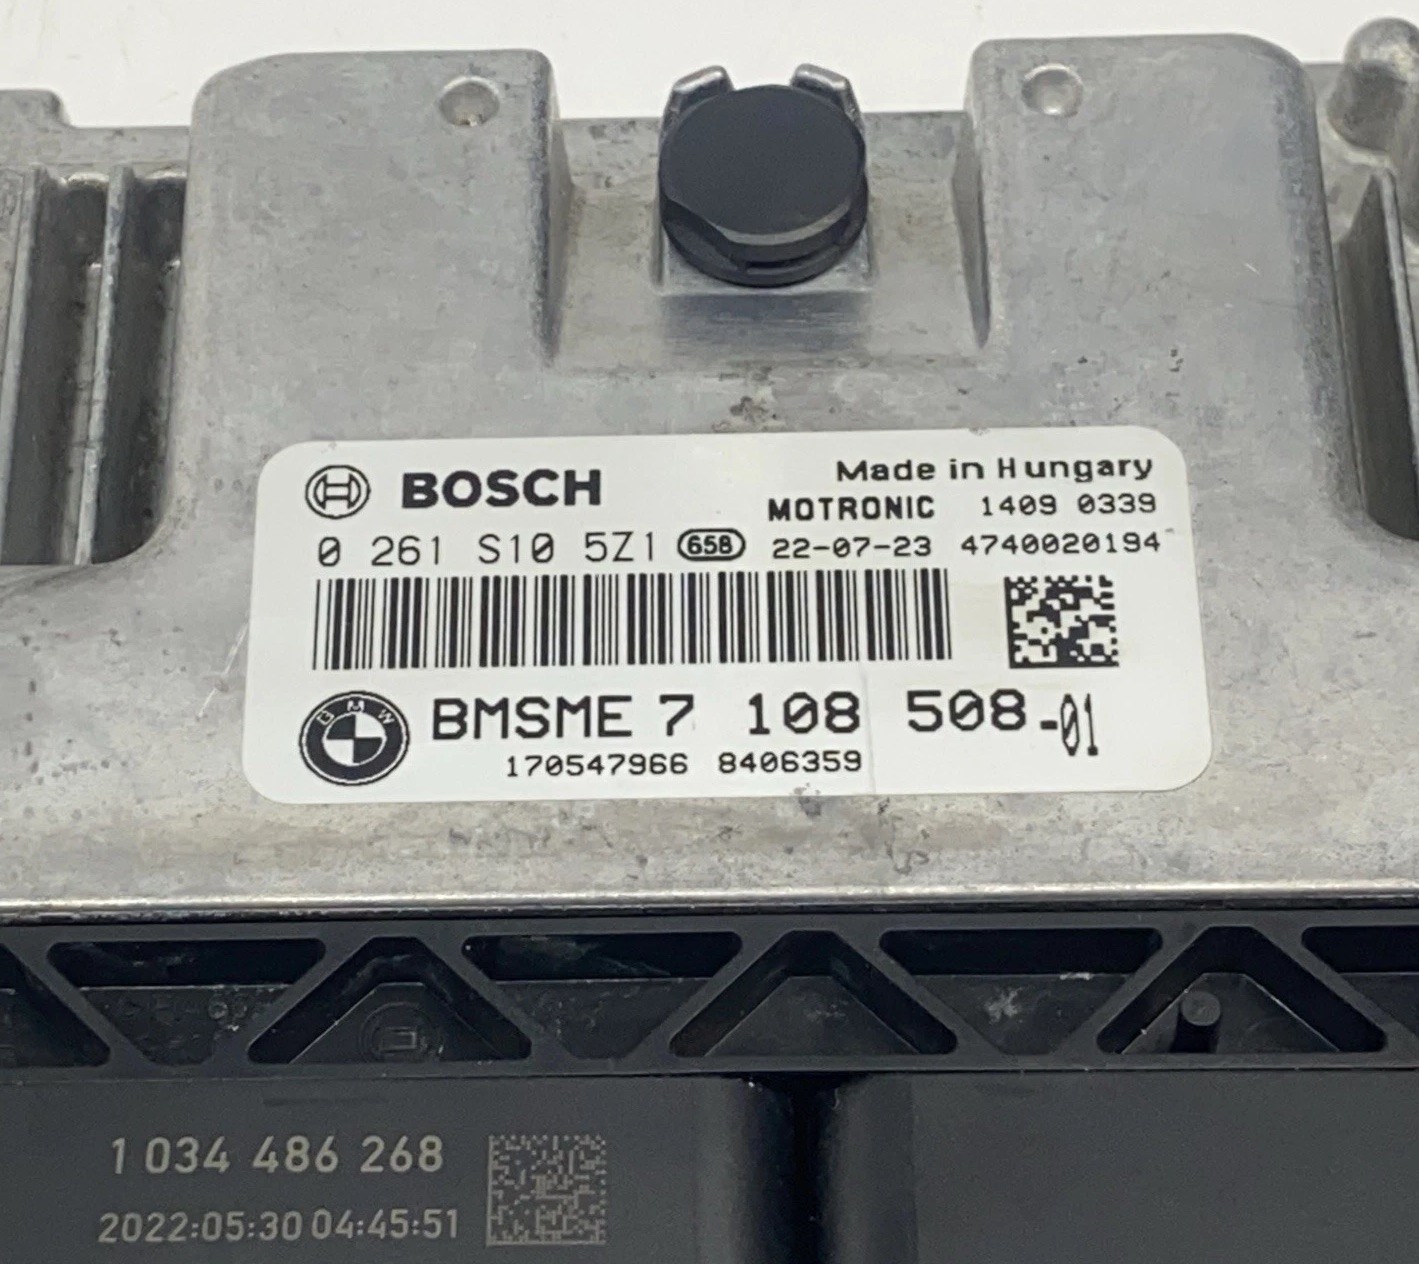 BOSCH
Made in Hungary
MOTRONIC 1409 0339
0 261 S10 5Z1 658 22-07-23 4740020194
BMW BMSME 7 108 508-01
170547966 8406359
1 034 486 268
2022:05:30 04:45:51